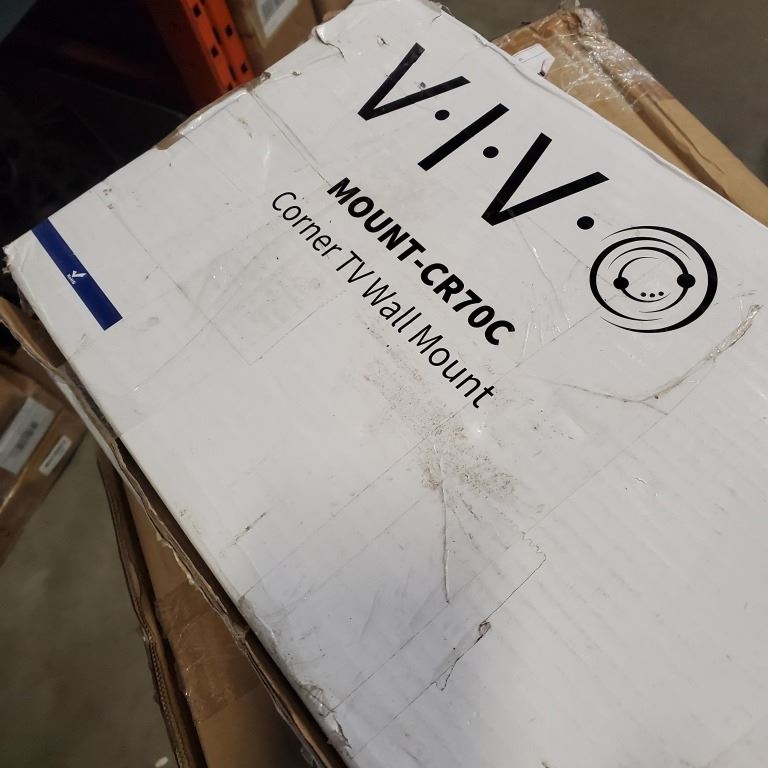 V·I·V·O
MOUNT-CR70C
Corner TV Wall Mount